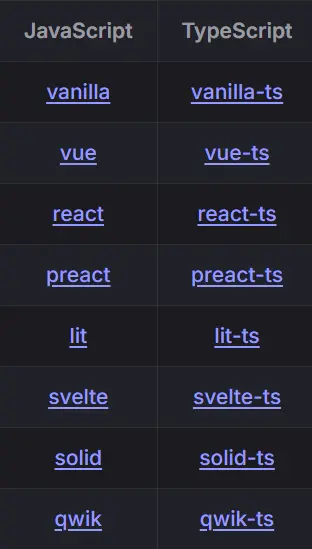 JavaScript TypeScript
vanilla vanilla-ts
vue vue-ts
react react-ts
preact preact-ts
lit lit-ts
svelte svelte-ts
solid solid-ts
qwik qwik-ts